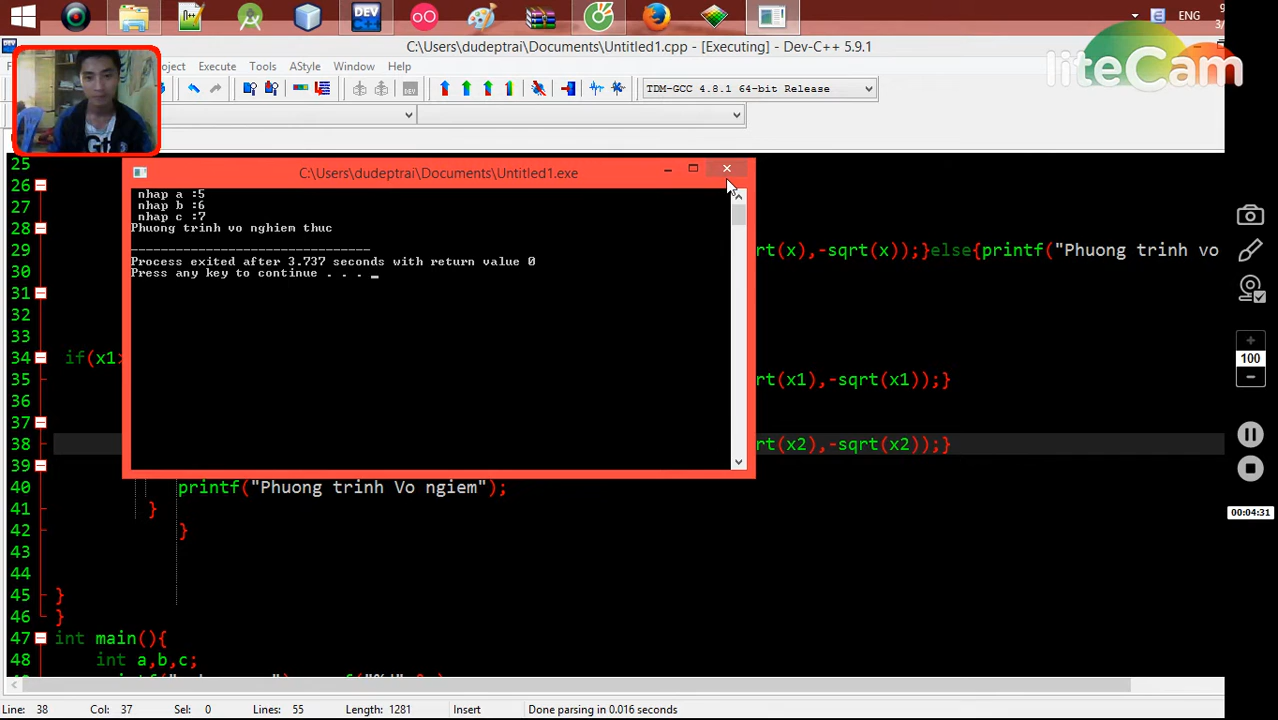 DEV
C++
ENG
C:\Users\dudeptrai\Documents\Untitled1.cpp - [Executing] - Dev-C++ 5.9.1
liteCam
oject Execute Tools AStyle Window Help
TDM-GCC 4.8.1 64-bit Release
C:\Users\dudeptrai\Documents\Untitled1.exe
nhap a :5
nhap b :6
nhap c :7
Phuong trinh vo nghiem thuc
--------------------------------
Process exited after 3.737 seconds with return value 0
Press any key to continue . . . _
25
26
27
28
29 rt(x),-sqrt(x));}else{printf("Phuong trinh vo
30
31
32
33
34 if(x1>
35 rt(x1),-sqrt(x1));}
36
37
38 rt(x2),-sqrt(x2));}
39
40 printf("Phuong trinh Vo ngiem");
41 }
42 }
43
44
45 }
46 }
47 int main(){
48 int a,b,c;
100
00:04:31
Line: 38 Col: 37 Sel: 0 Lines: 55 Length: 1281 Insert Done parsing in 0.016 seconds